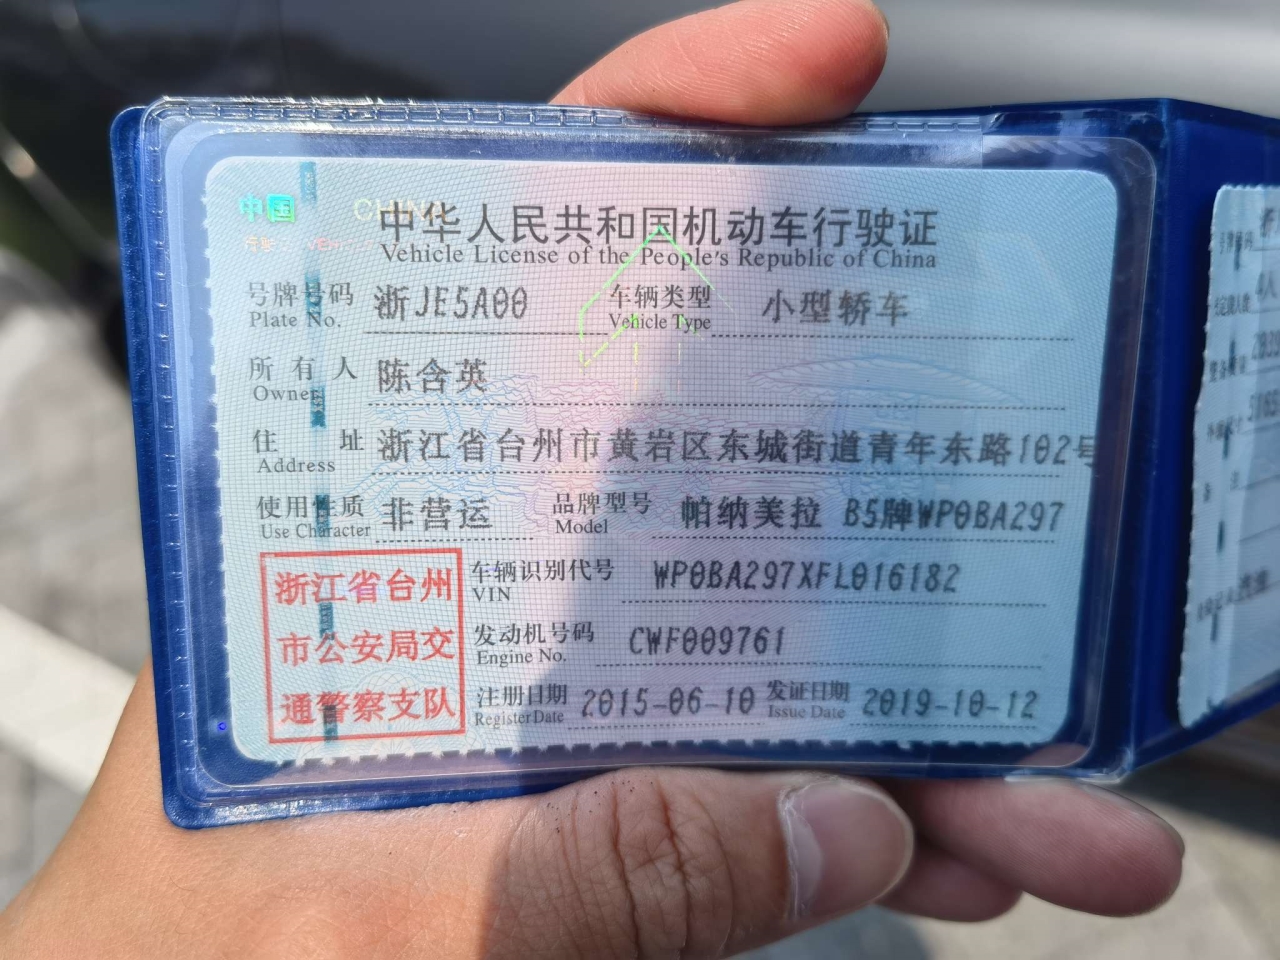 中国 CHINA
中华人民共和国机动车行驶证
Vehicle License of the People's Republic of China
号牌号码 浙JE5A00 车辆类型 小型轿车
Plate No. Vehicle Type
所有人 陈含英
Owner
住址 浙江省台州市黄岩区东城街道青年东路102号
Address
使用性质 非营运 品牌型号 帕纳美拉 B5牌WP0BA297
Use Character Model
浙江省台州
市公安局交
通警察支队
车辆识别代号 WP0BA297XFL016182
VIN
发动机号码 CWF009761
Engine No.
注册日期 2015-06-10 发证日期 2019-10-12
Register Date Issue Date